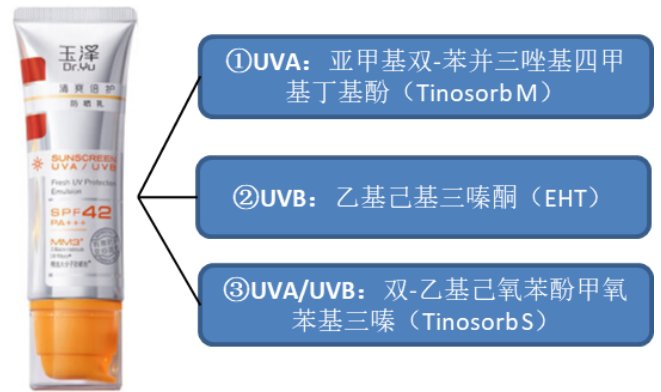 玉泽
Dr.Yu
清爽倍护
防晒乳
SUNSCREEN
UVA / UVB
Fresh UV Protection
Emulsion
SPF42
PA+++
MM3
①UVA：亚甲基双-苯并三唑基四甲
基丁基酚（Tinosorb M）
②UVB：乙基己基三嗪酮（EHT）
③UVA/UVB：双-乙基己氧苯酚甲氧
苯基三嗪（Tinosorb S）